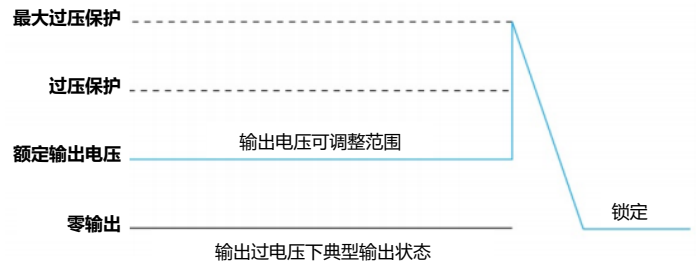 最大过压保护
过压保护
输出电压可调整范围
额定输出电压
锁定
零输出
输出过电压下典型输出状态